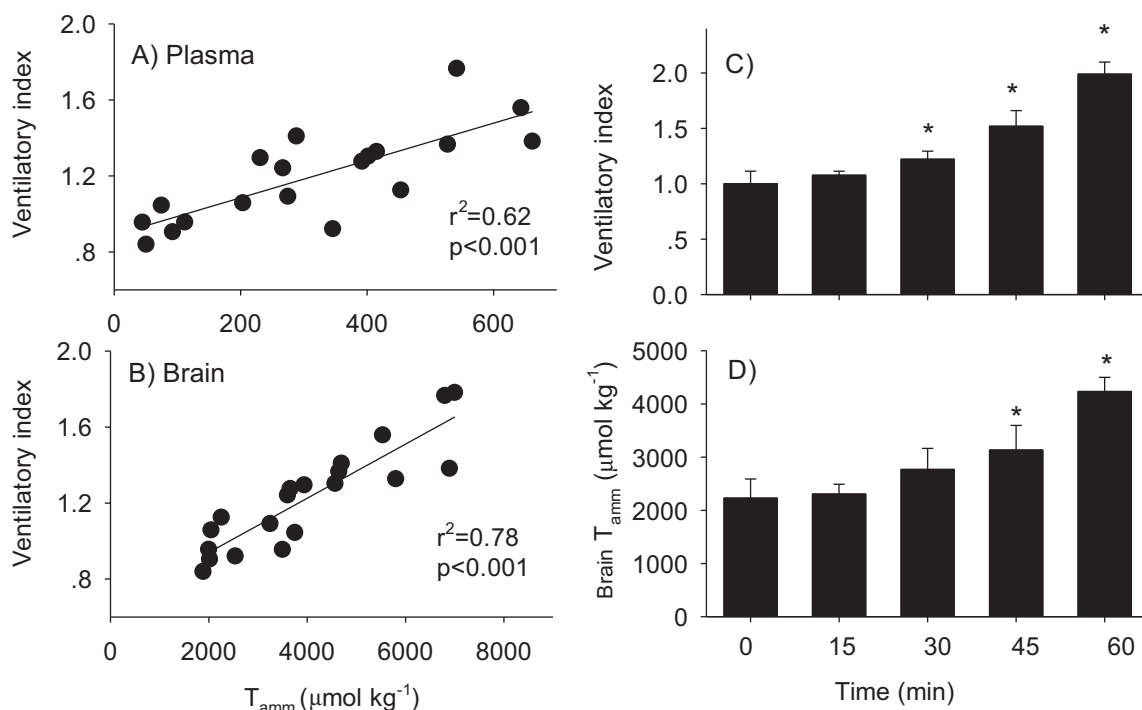 A) Plasma
Ventilatory index
2.0
1.6
1.2
.8
r²=0.62
p<0.001
0 200 400 600
B) Brain
Ventilatory index
2.0
1.6
1.2
.8
r²=0.78
p<0.001
0 2000 4000 6000 8000
Tamm (μmol kg⁻¹)
C)
Ventilatory index
2.0
1.5
1.0
.5
0.0
*
*
*
D)
Brain Tamm (μmol kg⁻¹)
5000
4000
3000
2000
1000
0
*
*
0 15 30 45 60
Time (min)